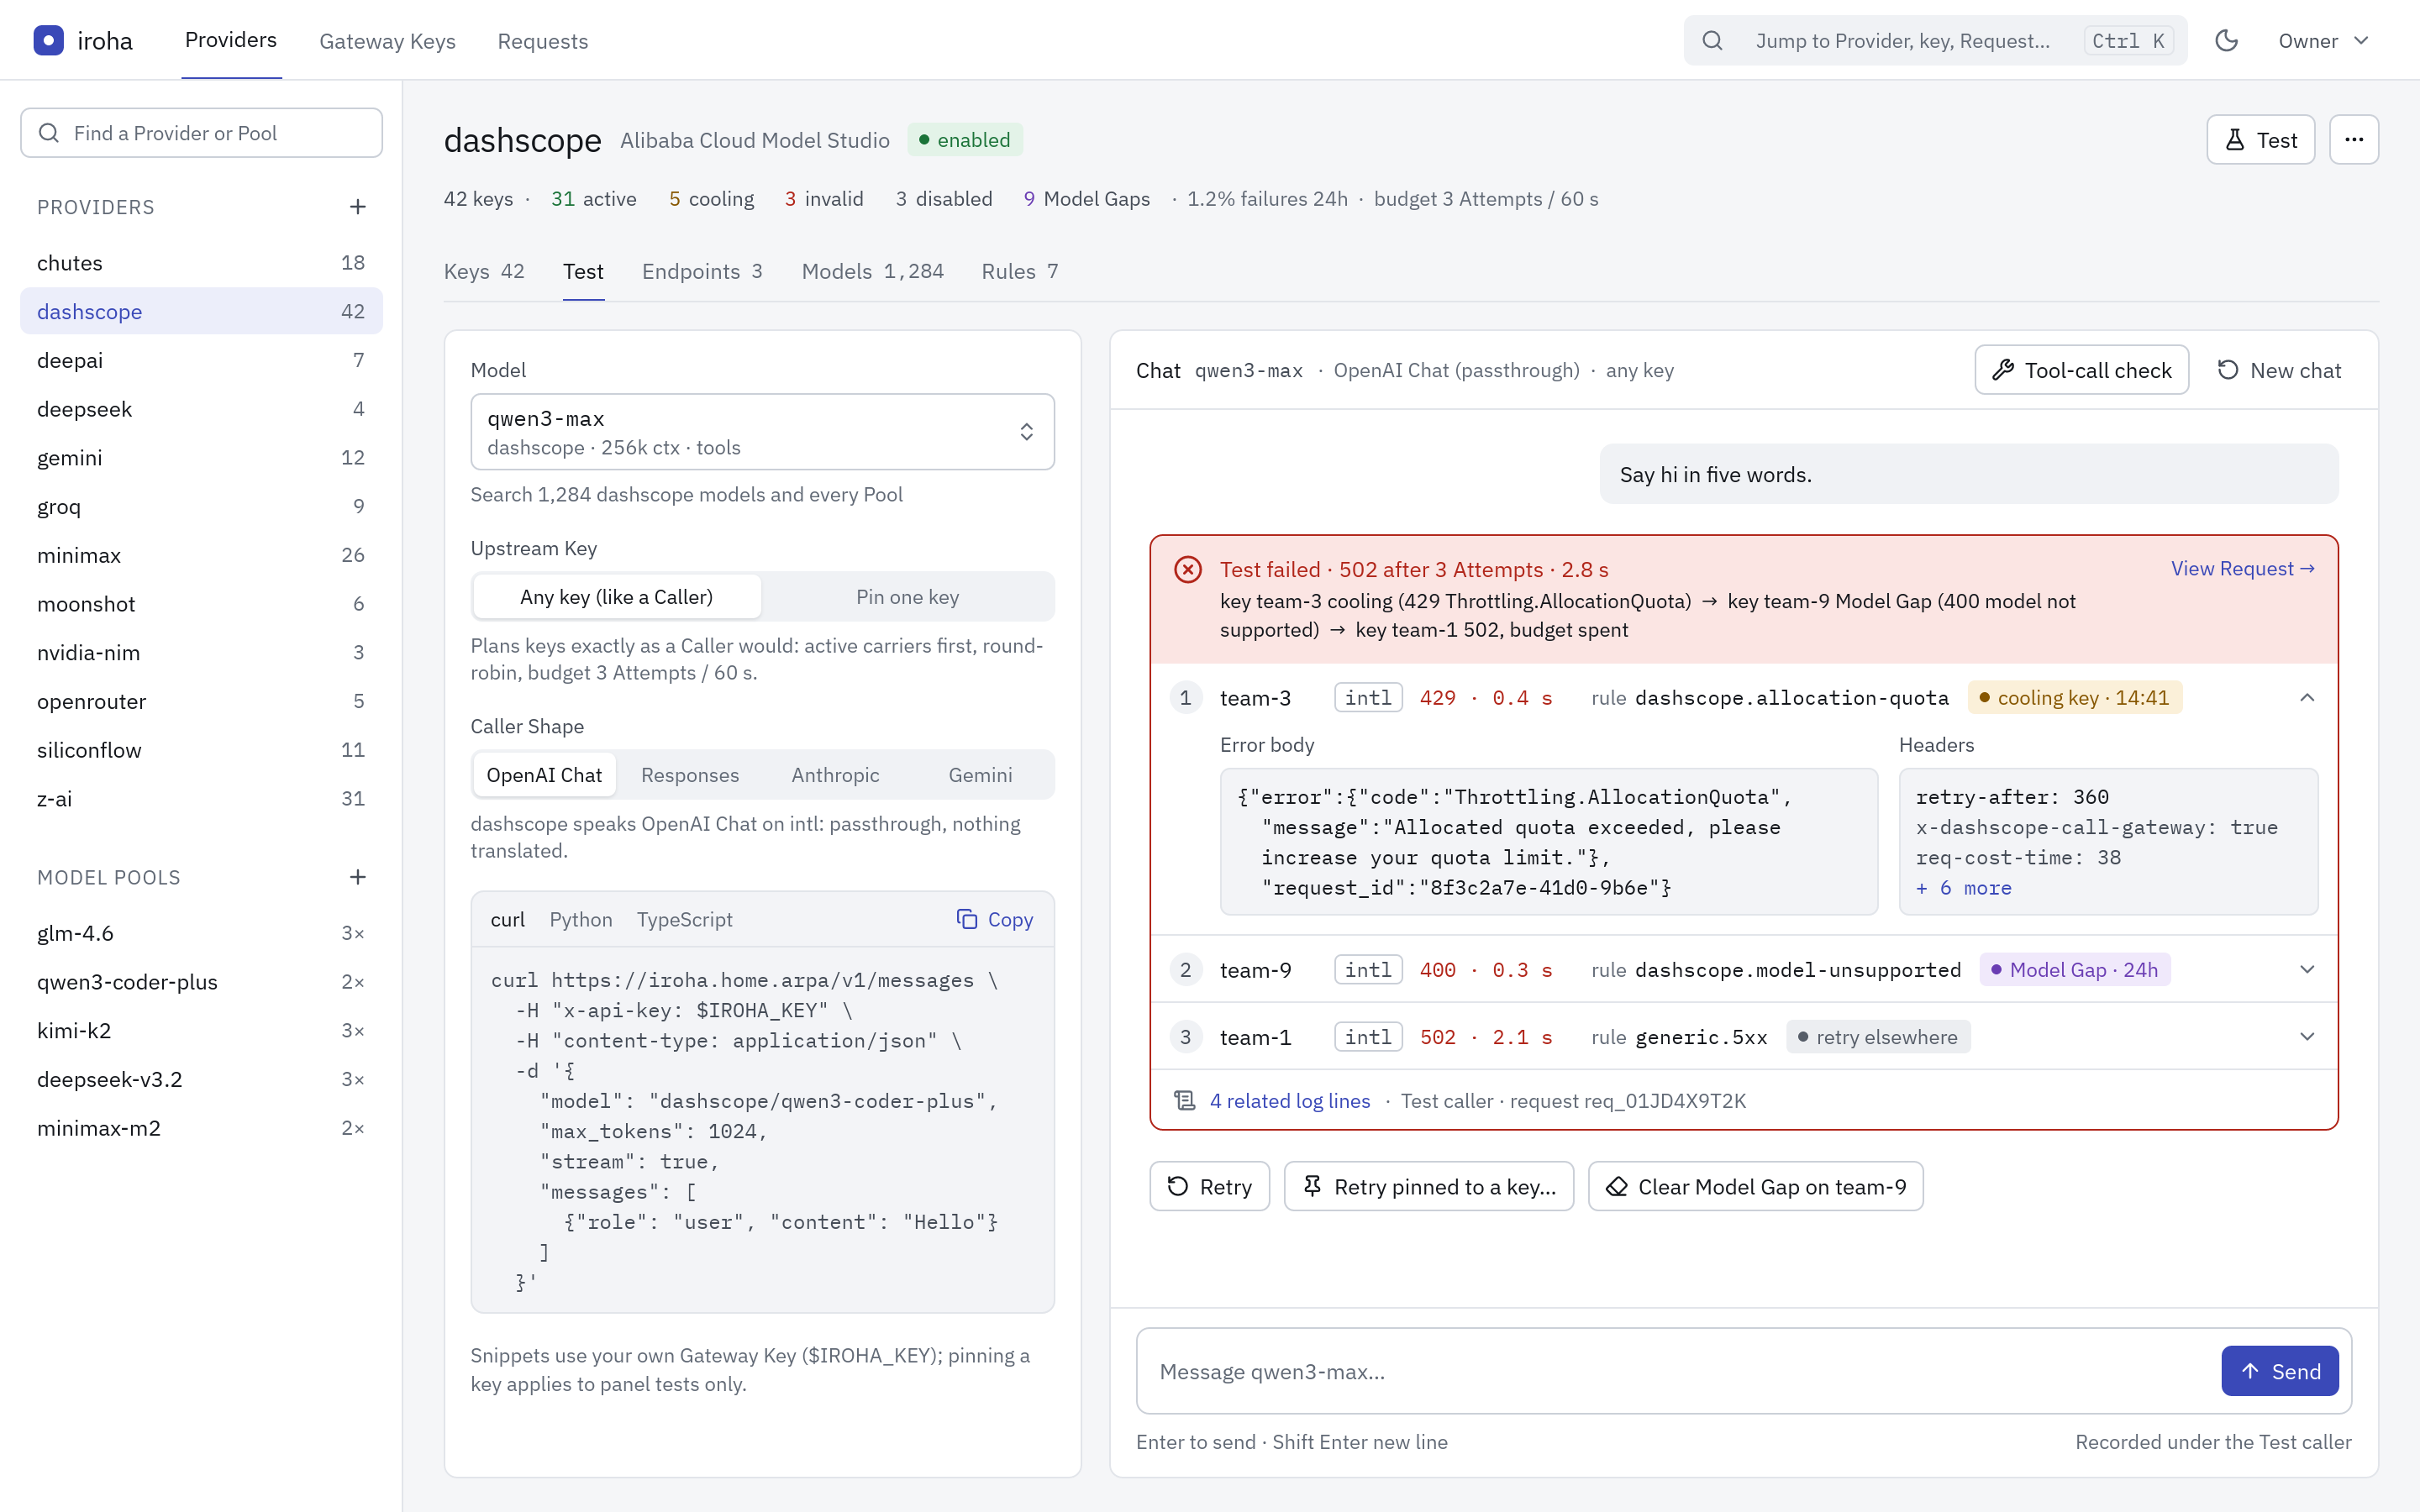 iroha
Providers
Gateway Keys
Requests
Jump to Provider, key, Request...
Ctrl K
Owner
Find a Provider or Pool
PROVIDERS
chutes 18
dashscope 42
deepai 7
deepseek 4
gemini 12
groq 9
minimax 26
moonshot 6
nvidia-nim 3
openrouter 5
siliconflow 11
z-ai 31
MODEL POOLS
glm-4.6 3×
qwen3-coder-plus 2×
kimi-k2 3×
deepseek-v3.2 3×
minimax-m2 2×
dashscope Alibaba Cloud Model Studio enabled
Test
42 keys · 31 active 5 cooling 3 invalid 3 disabled 9 Model Gaps · 1.2% failures 24h · budget 3 Attempts / 60 s
Keys 42 Test Endpoints 3 Models 1,284 Rules 7
Model
qwen3-max
dashscope · 256k ctx · tools
Search 1,284 dashscope models and every Pool
Upstream Key
Any key (like a Caller) Pin one key
Plans keys exactly as a Caller would: active carriers first, round-
robin, budget 3 Attempts / 60 s.
Caller Shape
OpenAI Chat Responses Anthropic Gemini
dashscope speaks OpenAI Chat on intl: passthrough, nothing
translated.
curl Python TypeScript Copy
curl https://iroha.home.arpa/v1/messages \
-H "x-api-key: $IROHA_KEY" \
-H "content-type: application/json" \
-d '{
"model": "dashscope/qwen3-coder-plus",
"max_tokens": 1024,
"stream": true,
"messages": [
{"role": "user", "content": "Hello"}
]
}'
Snippets use your own Gateway Key ($IROHA_KEY); pinning a
key applies to panel tests only.
Chat qwen3-max · OpenAI Chat (passthrough) · any key
Tool-call check
New chat
Say hi in five words.
Test failed · 502 after 3 Attempts · 2.8 s
View Request →
key team-3 cooling (429 Throttling.AllocationQuota) → key team-9 Model Gap (400 model not
supported) → key team-1 502, budget spent
1 team-3 intl 429 · 0.4 s rule dashscope.allocation-quota cooling key · 14:41
Error body
{"error":{"code":"Throttling.AllocationQuota",
"message":"Allocated quota exceeded, please
increase your quota limit."},
"request_id":"8f3c2a7e-41d0-9b6e"}
Headers
retry-after: 360
x-dashscope-call-gateway: true
req-cost-time: 38
+ 6 more
2 team-9 intl 400 · 0.3 s rule dashscope.model-unsupported Model Gap · 24h
3 team-1 intl 502 · 2.1 s rule generic.5xx retry elsewhere
4 related log lines · Test caller · request req_01JD4X9T2K
Retry
Retry pinned to a key...
Clear Model Gap on team-9
Message qwen3-max...
Send
Enter to send · Shift Enter new line
Recorded under the Test caller